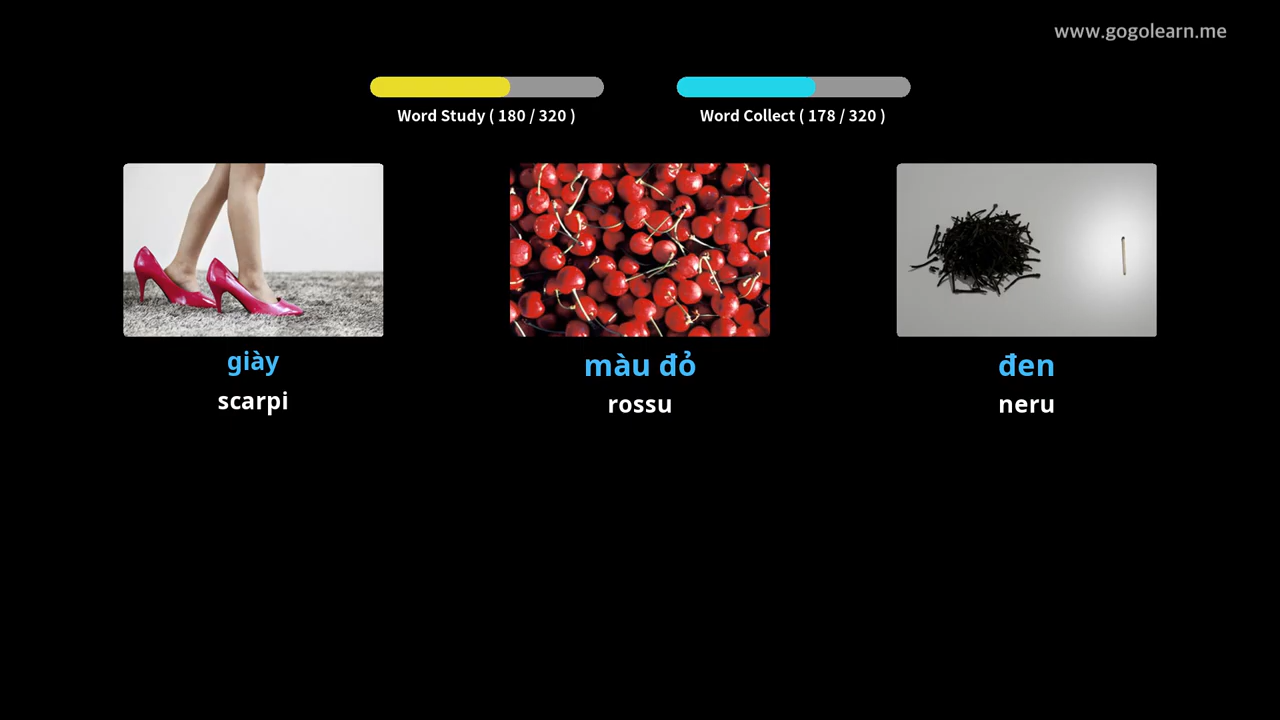 www.gogolearn.me
Word Study ( 180 / 320 )
Word Collect ( 178 / 320 )
giày
màu đỏ
đen
scarpi
rossu
neru